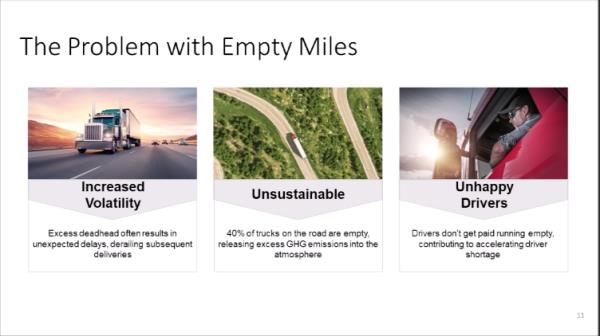 The Problem with Empty Miles
Increased
Volatility
Excess deadhead often results in
unexpected delays, derailing subsequent
deliveries
Unsustainable
40% of trucks on the road are empty,
releasing excess GHG emissions into the
atmosphere
Unhappy
Drivers
Drivers don't get paid running empty,
contributing to accelerating driver
shortage
11